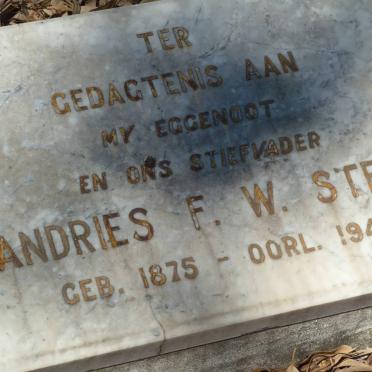 TER
GEDAGTENIS AAN
MY EGGENOOT
EN ONS STIEFVADER
ANDRIES F. W.
GEB. 1875 - OORL.